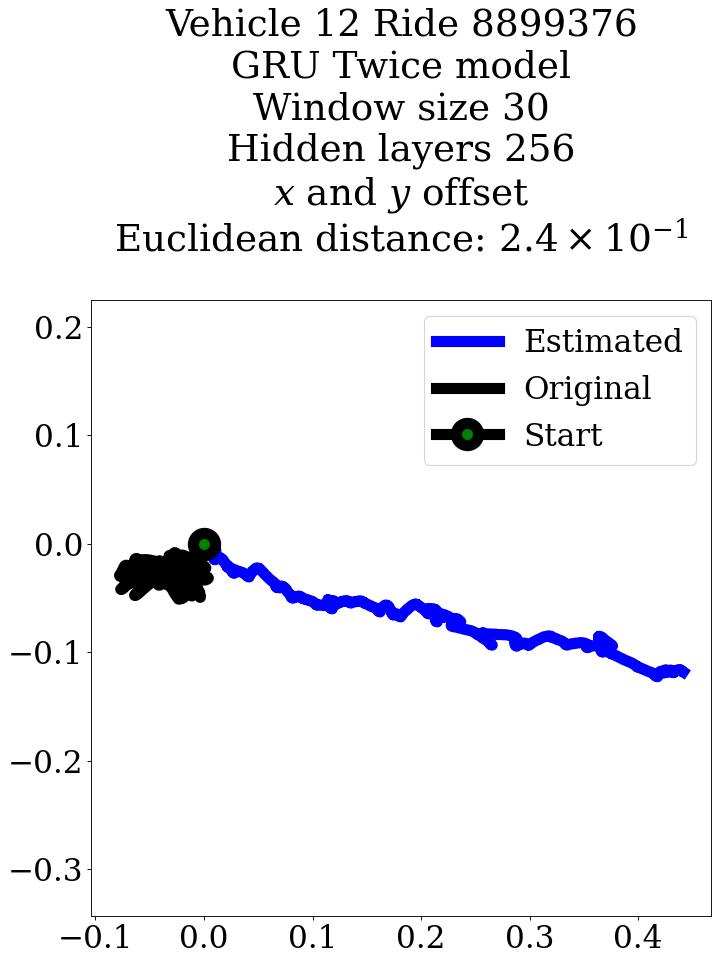 Vehicle 12 Ride 8899376
GRU Twice model
Window size 30
Hidden layers 256
x and y offset
Euclidean distance: 2.4 × 10⁻¹
Estimated
Original
Start
0.2
0.1
0.0
−0.1
−0.2
−0.3
−0.1 0.0 0.1 0.2 0.3 0.4